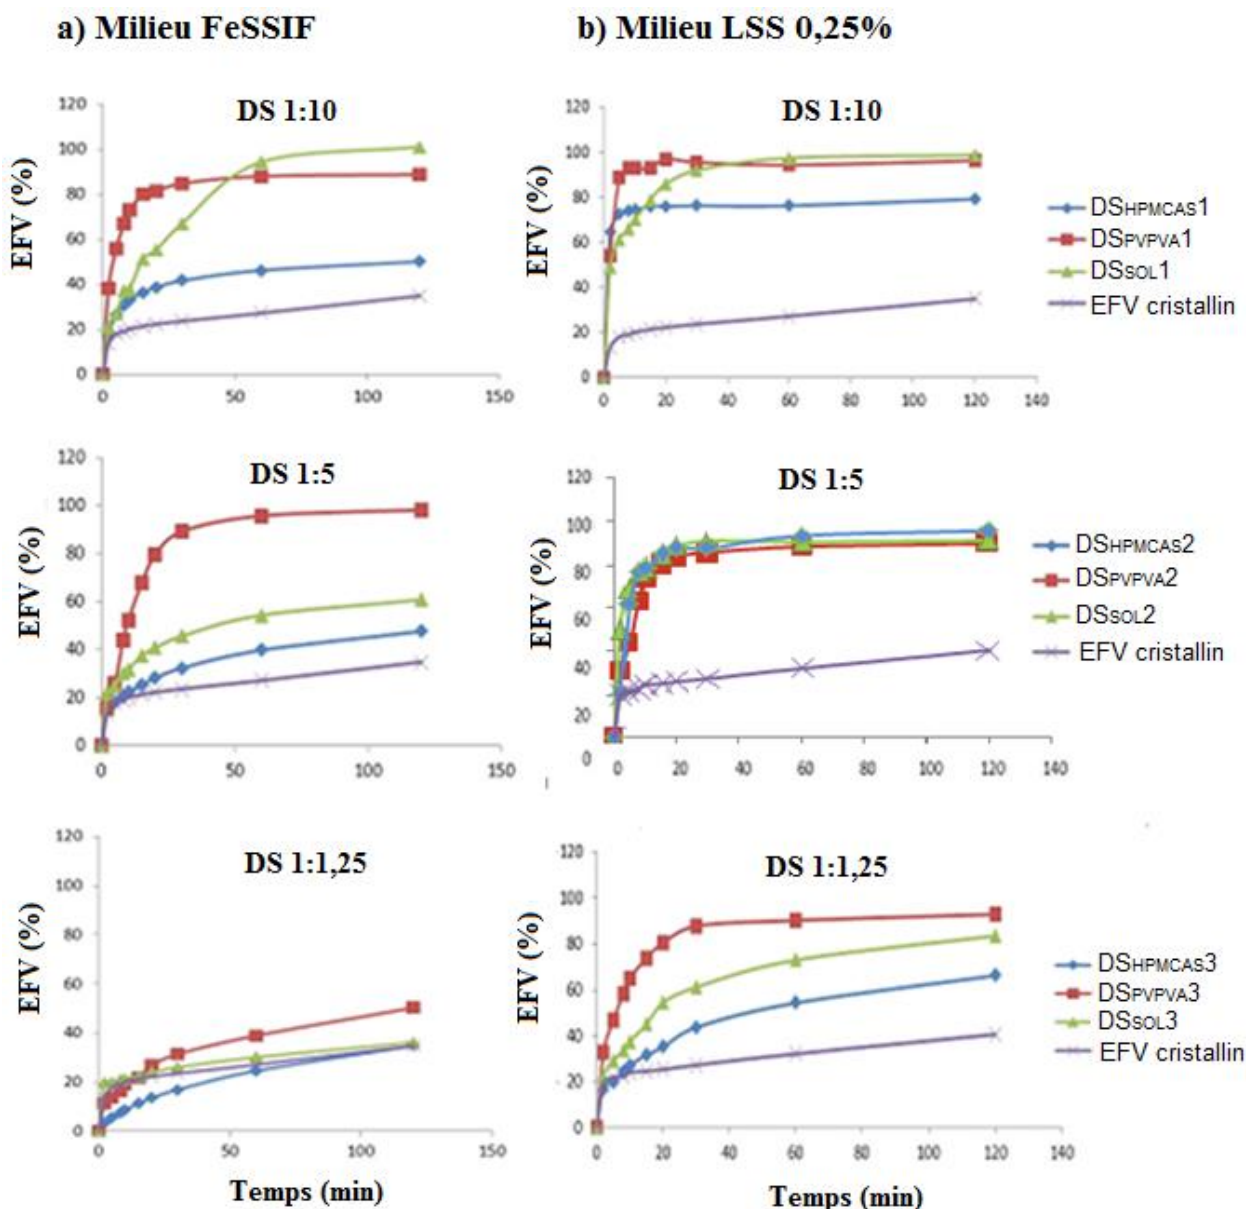 a) Milieu FeSSIF
b) Milieu LSS 0,25%
DS 1:10
EFV (%)
120
100
80
60
40
20
0
0 50 100 150
DS 1:10
EFV (%)
120
100
80
60
40
20
0
0 20 40 60 80 100 120 140
DSHPMCAS1
DSPVPVA1
DSSOL1
EFV cristallin
DS 1:5
EFV (%)
120
100
80
60
40
20
0
0 50 100 150
DS 1:5
EFV (%)
120
100
80
60
40
20
0
0 20 40 60 80 100 120 140
DSHPMCAS2
DSPVPVA2
DSSOL2
EFV cristallin
DS 1:1,25
EFV (%)
120
100
80
60
40
20
0
0 50 100 150
Temps (min)
DS 1:1,25
EFV (%)
120
100
80
60
40
20
0
0 20 40 60 80 100 120 140
Temps (min)
DSHPMCAS3
DSPVPVA3
DSSOL3
EFV cristallin